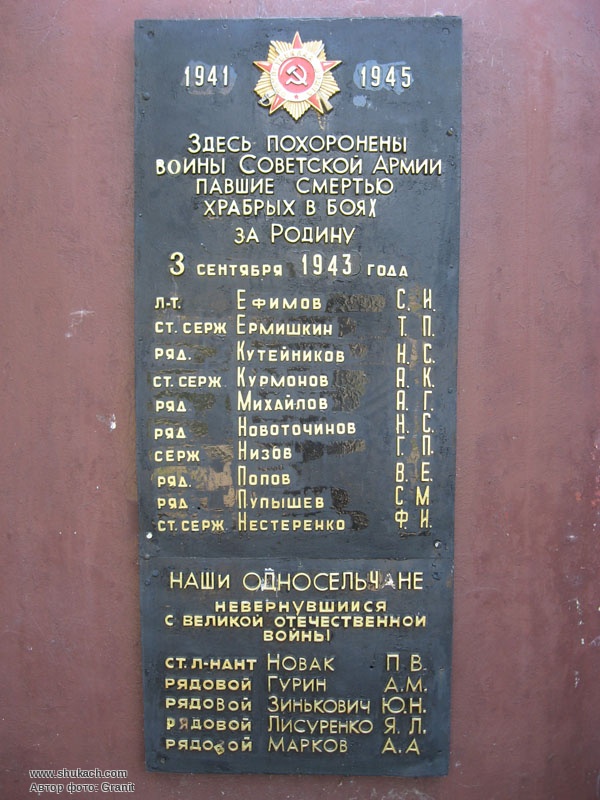 1941 1945
Здесь похоронены
воины Советской Армии
павшие смертью
храбрых в боях
за Родину
3 сентября 1943 года
л-т. Ефимов С. И.
ст. серж Ермишкин Т. П.
ряд. Кутейников Н. С.
ст. серж. Курмонов А. К.
ряд Михайлов А. Г.
ряд Новоточинов Н. С.
серж Низов Г. П.
ряд. Попов В. Е.
ряд Пупышев С М.
ст. серж. Нестеренко Ф. И.
НАШИ ОДНОСЕЛЬЧАНЕ
НЕВЕРНУВШИИСЯ
С ВЕЛИКОЙ ОТЕЧЕСТВЕННОЙ
ВОЙНЫ
СТ. Л-НАНТ НОВАК П В.
РЯДОВОЙ ГУРИН А.М.
РЯДОВОЙ ЗИНЬКОВИЧ Ю.Н.
РЯДОВОЙ ЛИСУРЕНКО Я. Л.
РЯДОВОЙ МАРКОВ А. А
www.shukach.com
Автор фото: Granit